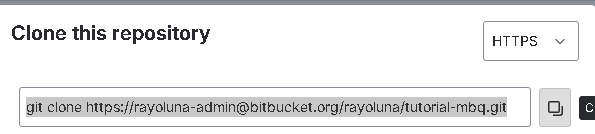 Clone this repository
HTTPS
git clone https://rayoluna-admin@bitbucket.org/rayoluna/tutorial-mbq.git
C